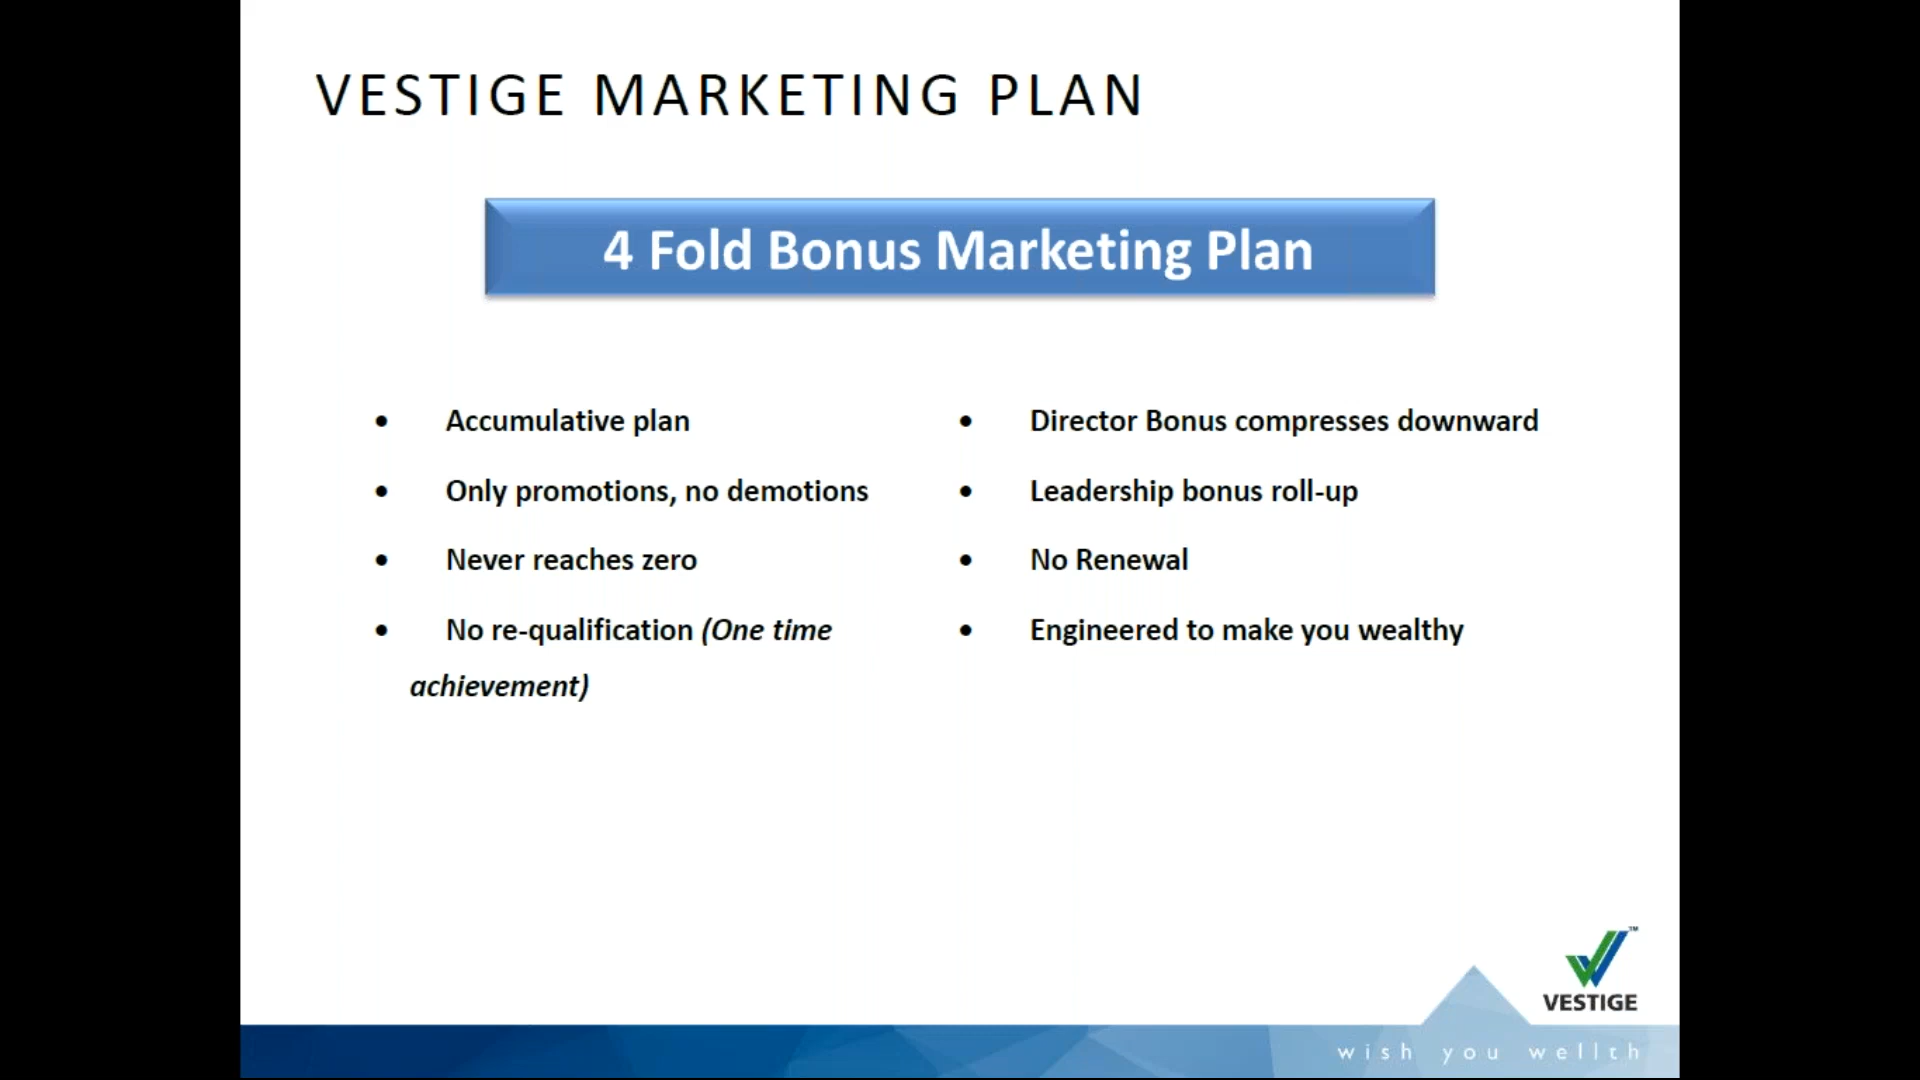 VESTIGE MARKETING PLAN
4 Fold Bonus Marketing Plan
• Accumulative plan
• Only promotions, no demotions
• Never reaches zero
• No re-qualification (One time
achievement)
• Director Bonus compresses downward
• Leadership bonus roll-up
• No Renewal
• Engineered to make you wealthy
TM
VESTIGE
wish you wellth